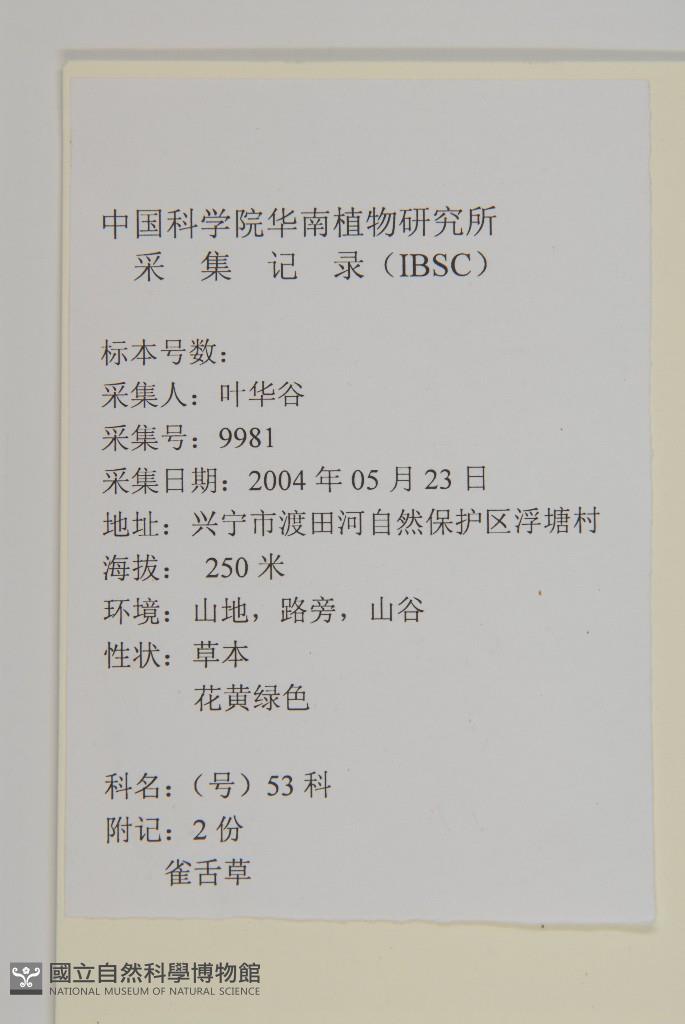 中国科学院华南植物研究所
采 集 记 录（IBSC）
标本号数：
采集人：叶华谷
采集号：9981
采集日期：2004 年 05 月 23 日
地址：兴宁市渡田河自然保护区浮塘村
海拔： 250 米
环境：山地，路旁，山谷
性状：草本
花黄绿色
科名：（号）53 科
附记：2 份
雀舌草
國立自然科學博物館
NATIONAL MUSEUM OF NATURAL SCIENCE